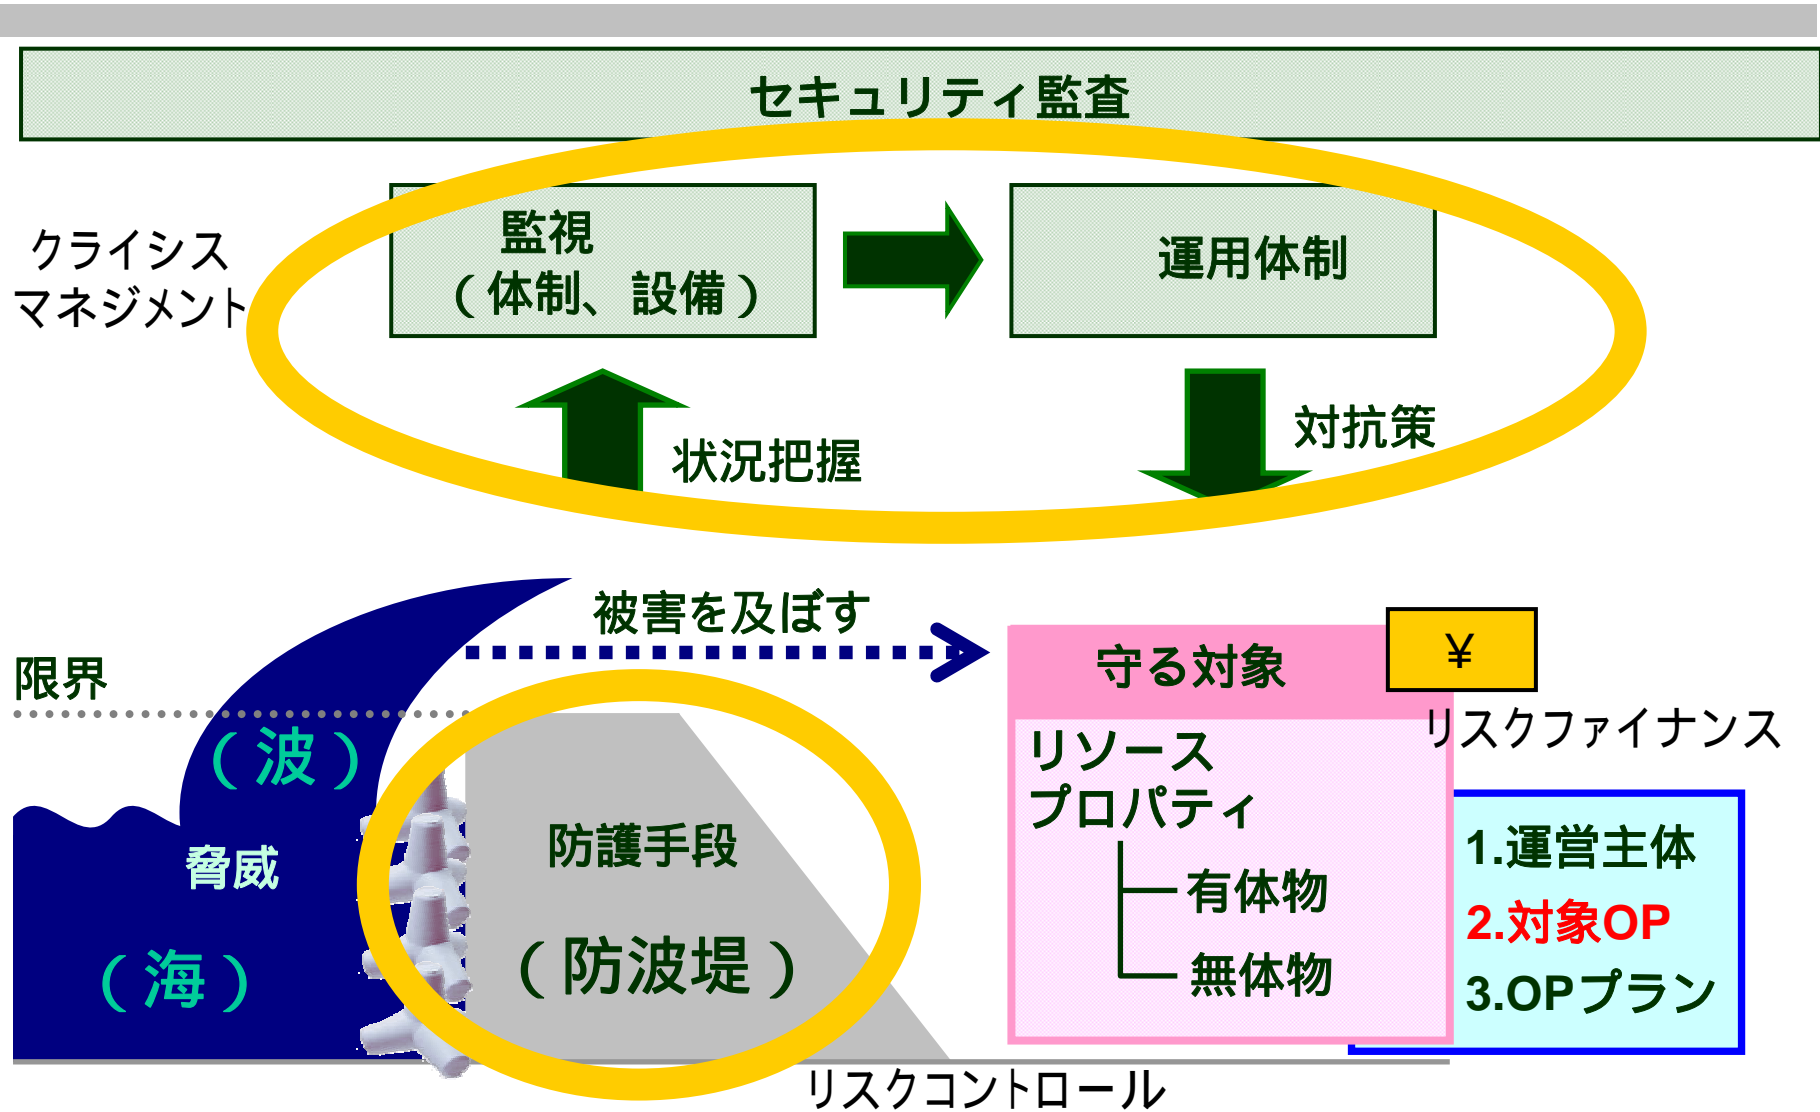 セキュリティ監査
クライシス
マネジメント
監視
（体制、設備）
運用体制
状況把握
対抗策
被害を及ぼす
限界
（波）
脅威
（海）
防護手段
（防波堤）
守る対象
¥
リスクファイナンス
リソース
プロパティ
有体物
無体物
1.運営主体
2.対象OP
3.OPプラン
リスクコントロール